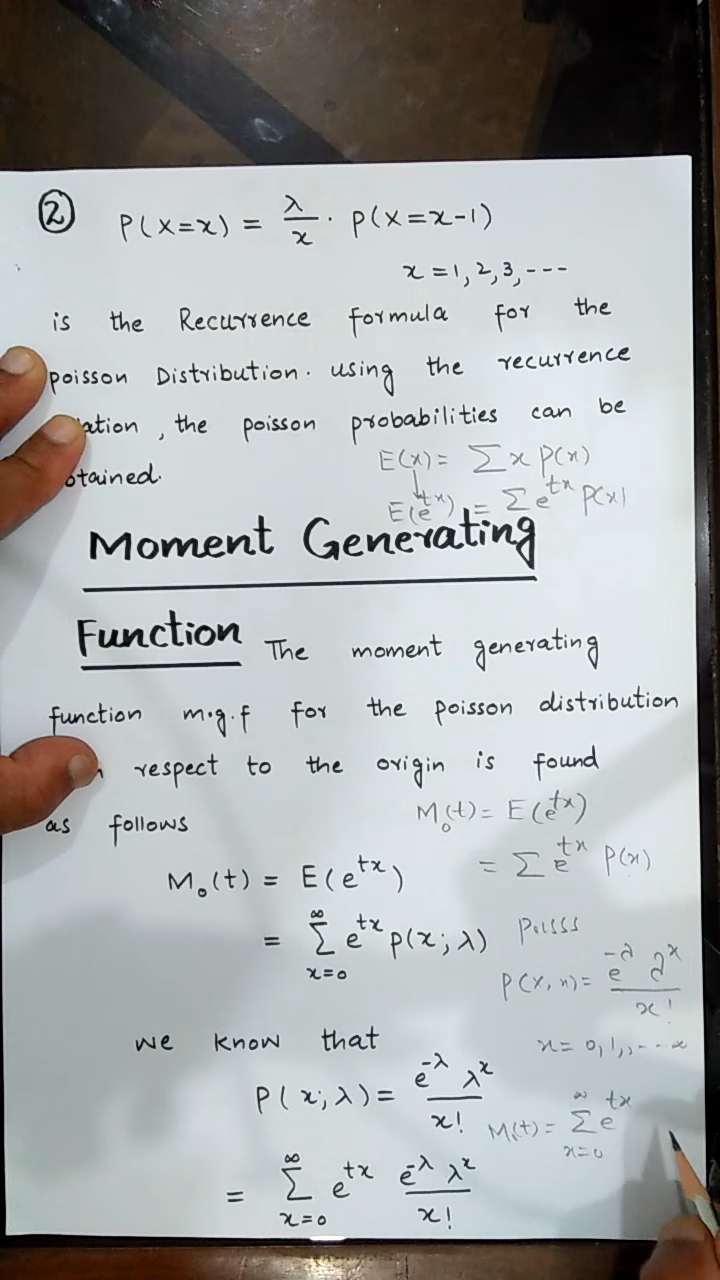 ② P(X=x) = λ/x . P(X=x-1)
x = 1, 2, 3, ---
is the Recurrence formula for the
poisson Distribution. using the recurrence
ation, the poisson probabilities can be
otained.
E(x) = Σ x P(x)
E(e^tx) = Σ e^tx P(x)
Moment Generating
Function The moment generating
function m.g.f for the poisson distribution
respect to the origin is found
as follows
M₀(t) = E(e^tx)
= Σ e^tx P(x)
M₀(t) = E(e^tx)
= Σ_{x=0}^{∞} e^tx p(x; λ)
P(x, n) = e^-λ λ^x / x!
x = 0, 1, , --- ∞
we know that
P(x; λ) = e^-λ λ^x / x!
M₀(t) = Σ_{x=0}^{∞} e^tx
= Σ_{x=0}^{∞} e^tx e^-λ λ^x / x!